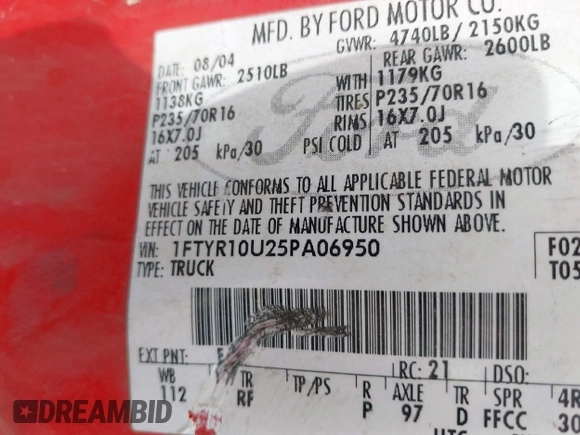 MFD. BY FORD MOTOR CO.
DATE: 08/04 GVWR: 4740LB/ 2150KG
FRONT GAWR: 2510LB REAR GAWR: 2600LB
1138KG WITH 1179KG
P235/70R16 TIRES P235/70R16
16X7.0J RIMS 16X7.0J
AT 205 kPa/30 PSI COLD AT 205 kPa/30
Ford
THIS VEHICLE CONFORMS TO ALL APPLICABLE FEDERAL MOTOR
VEHICLE SAFETY AND THEFT PREVENTION STANDARDS IN
EFFECT ON THE DATE OF MANUFACTURE SHOWN ABOVE.
VIN: 1FTYR10U25PA06950 F02
TYPE: TRUCK T05
EXT PNT: RC: 21 DSO:
WB TR TP/PS R AXLE TR SPR 4R
112 RF P 97 D FFCC 30
DREAMBID